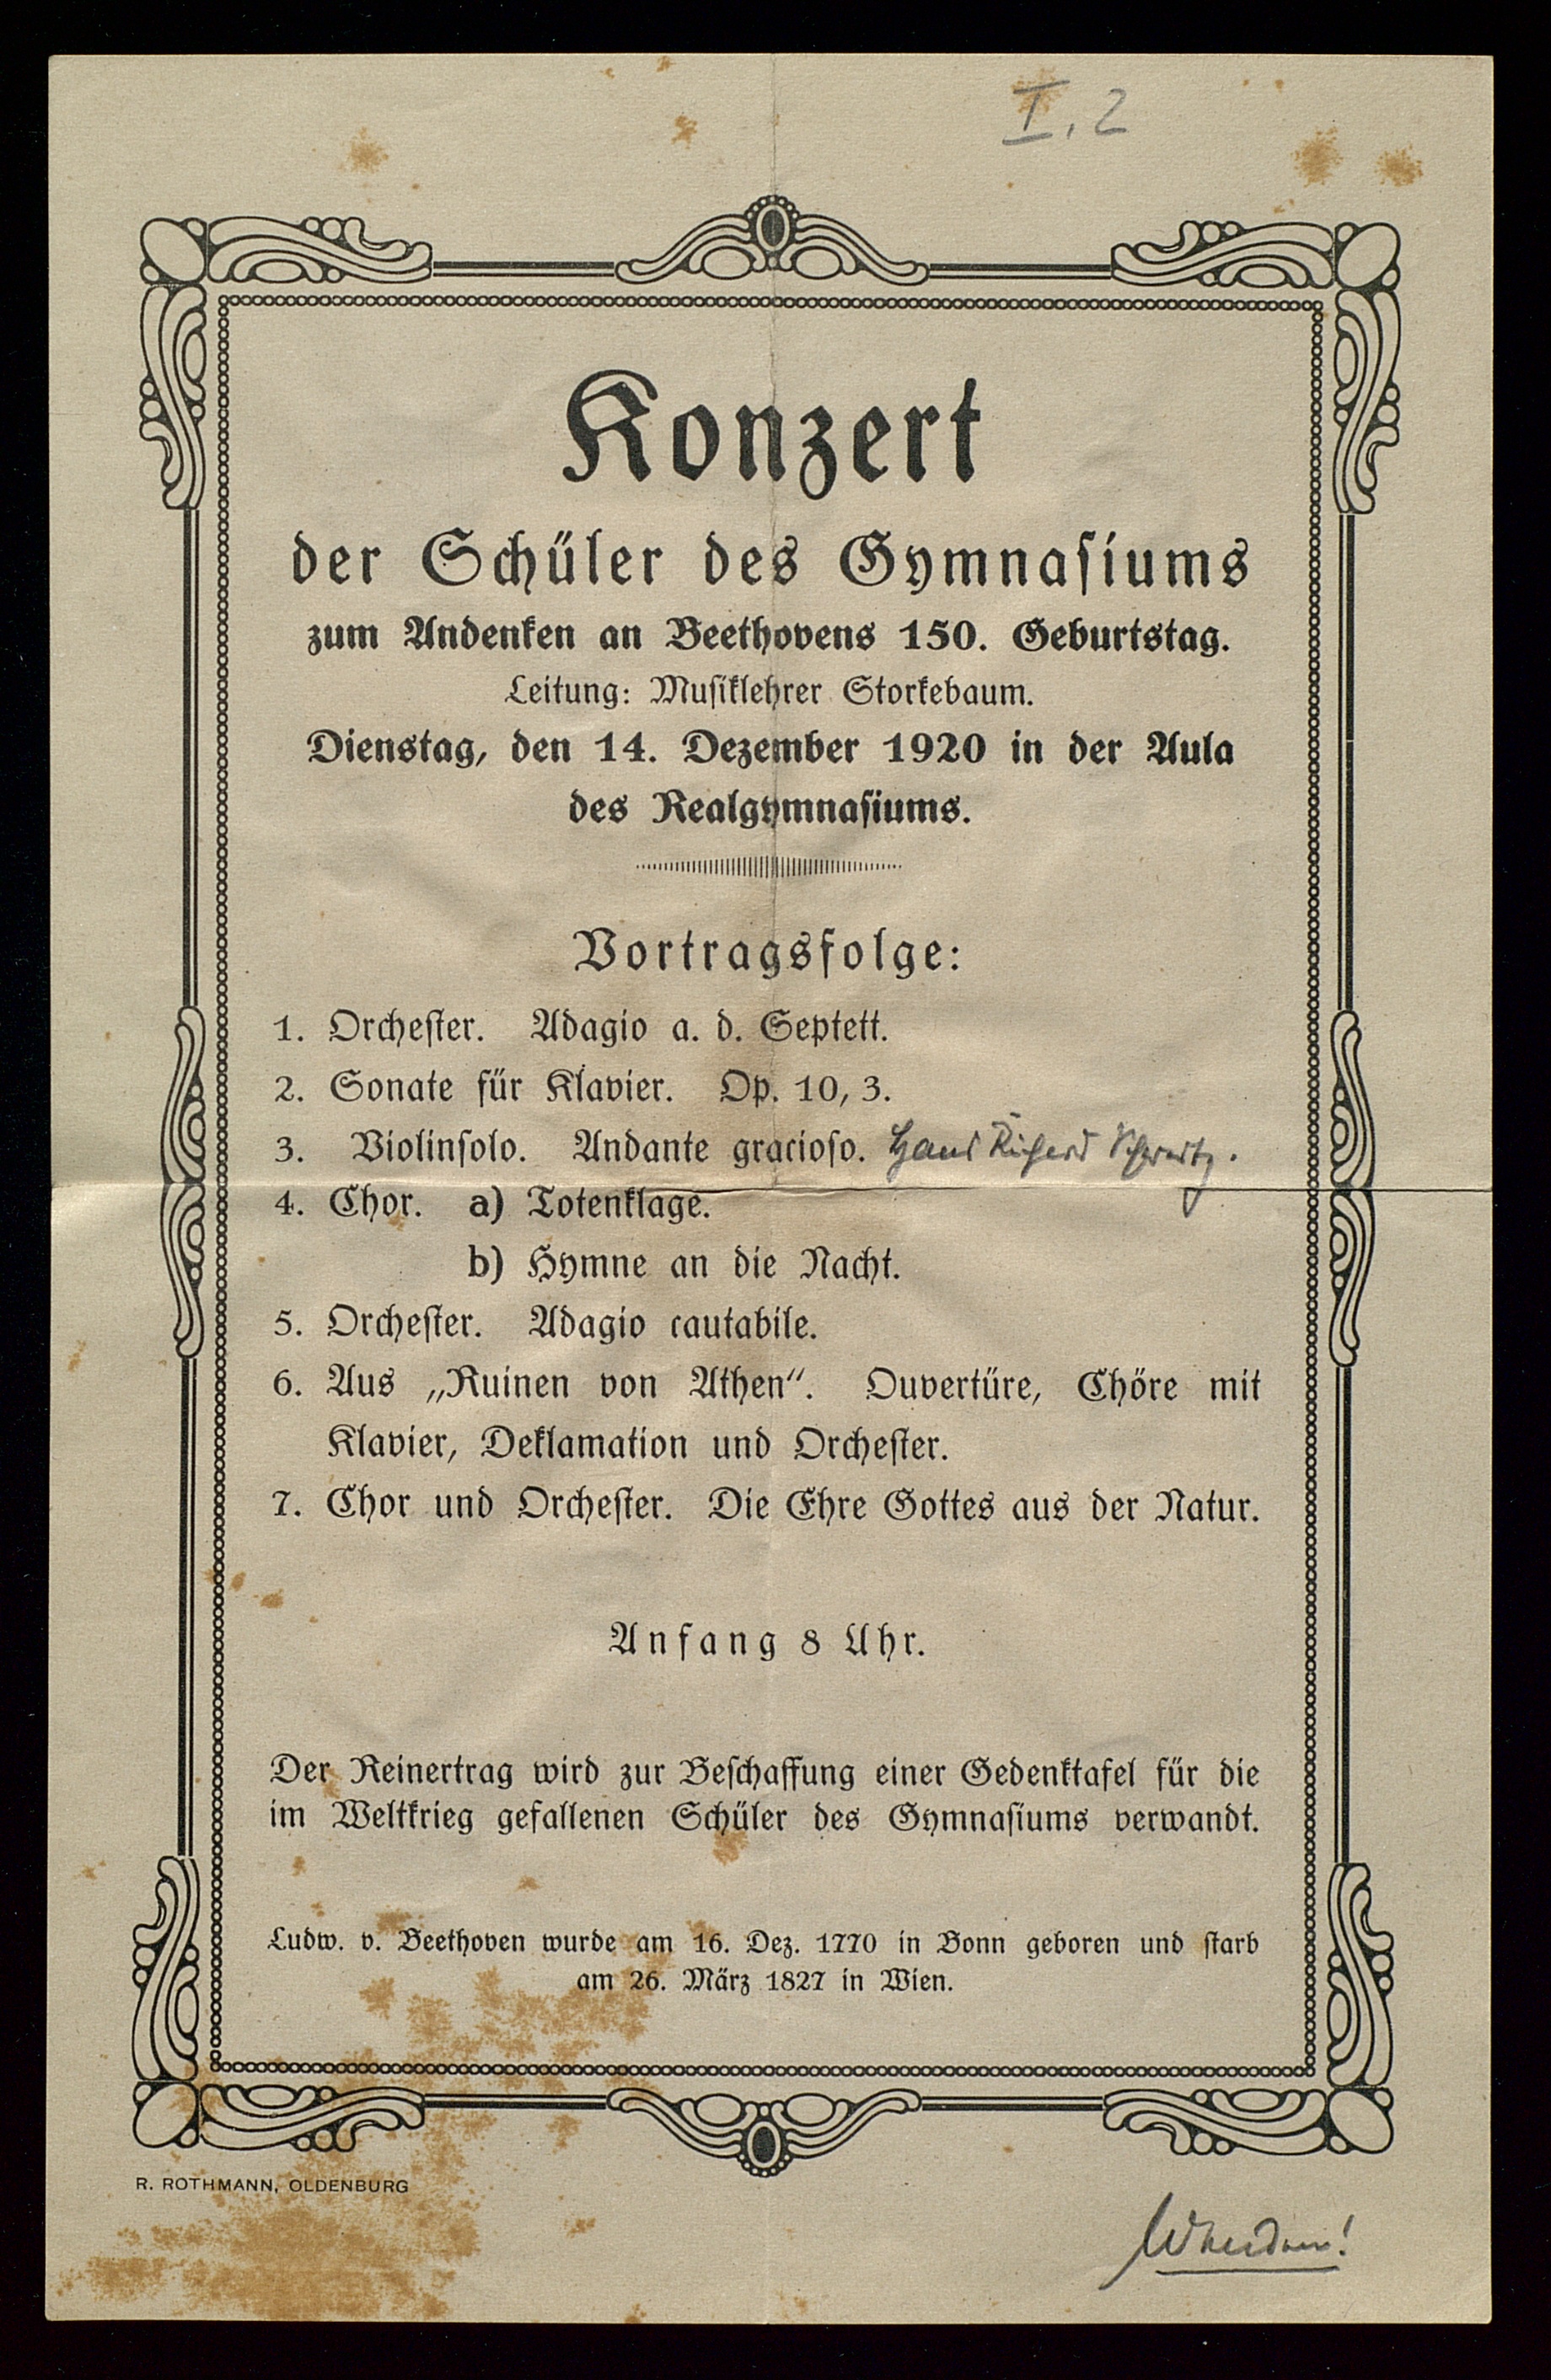 I, 2
Konzert
der Schüler des Gymnasiums
zum Andenken an Beethovens 150. Geburtstag.
Leitung: Musiklehrer Storkebaum.
Dienstag, den 14. Dezember 1920 in der Aula
des Realgymnasiums.
Vortragsfolge:
1. Orchester. Adagio a. d. Septett.
2. Sonate für Klavier. Op. 10, 3.
3. Violinsolo. Andante gracioso. Hans Richard
4. Chor. a) Totenklage.
b) Hymne an die Nacht.
5. Orchester. Adagio cautabile.
6. Aus „Ruinen von Athen“. Ouvertüre, Chöre mit
Klavier, Deklamation und Orchester.
7. Chor und Orchester. Die Ehre Gottes aus der Natur.
Anfang 8 Uhr.
Der Reinertrag wird zur Beschaffung einer Gedenktafel für die
im Weltkrieg gefallenen Schüler des Gymnasiums verwandt.
Ludw. v. Beethoven wurde am 16. Dez. 1770 in Bonn geboren und starb
am 26. März 1827 in Wien.
R. ROTHMANN, OLDENBURG